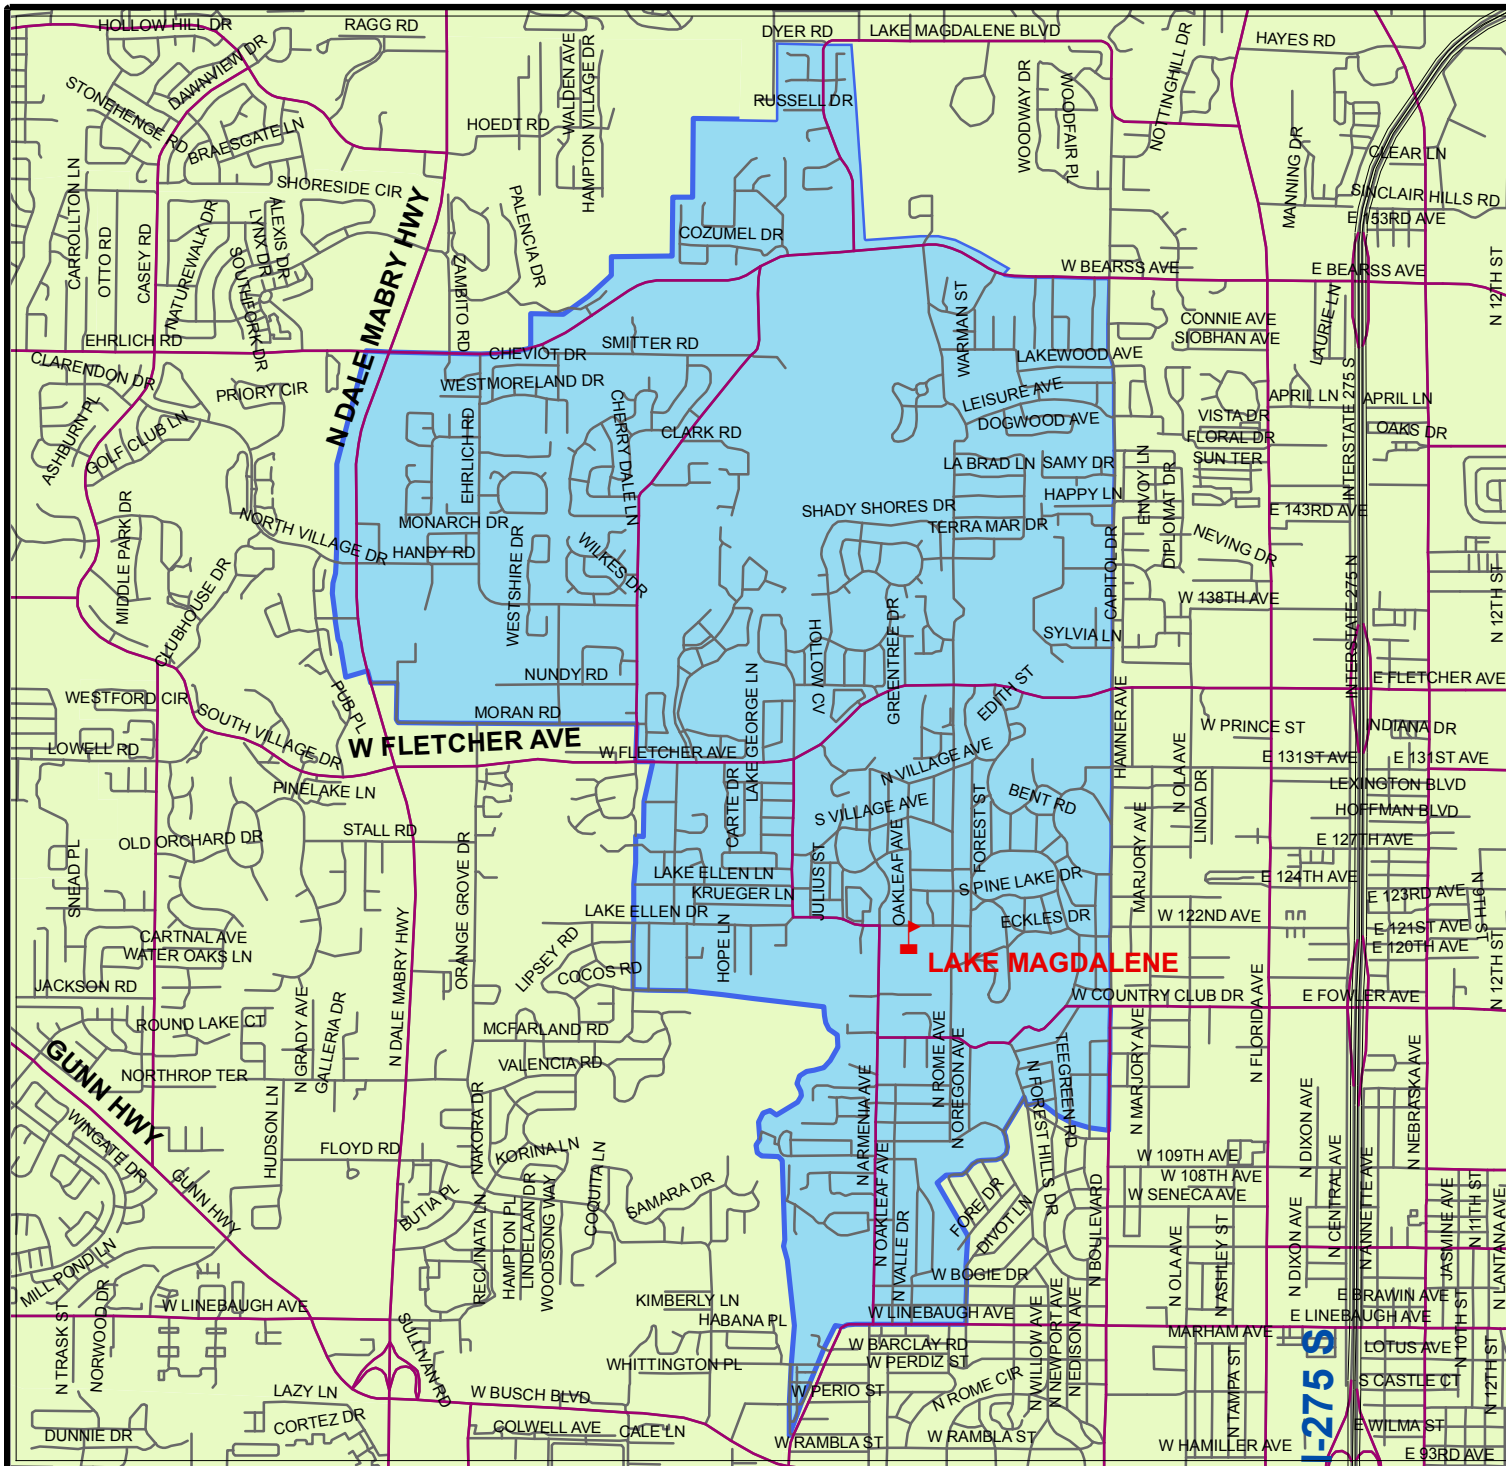 HOLLOW HILL DR
RAGG RD
DYER RD
LAKE MAGDALENE BLVD
HAYES RD
DAWNVIEW DR
WALDEN AVE
HAMPTON VILLAGE DR
NOTTINGHILL DR
STONEHENGE RD
RUSSELL DR
WOODWAY DR
WOODFAIR PL
HOEDT RD
BRAESGATE LN
MANNING DR
CLEAR LN
SHORESIDE CIR
SINCLAIR HILLS RD
E 153RD AVE
CARROLLTON LN
OTTO RD
CASEY RD
NATUREWALK DR
LYNX DR
ALEXIS DR
SOUTHFORK DR
N DALE MABRY HWY
ZAMBITO RD
PALENCIA DR
COZUMEL DR
W BEARSS AVE
E BEARSS AVE
N 12TH ST
EHRLICH RD
CHEVIOT DR
SMITTER RD
WARMAN ST
CONNIE AVE
SIOBHAN AVE
LAURIE LN
CLARENDON DR
PRIORY CIR
WESTMORELAND DR
LAKEWOOD AVE
LEISURE AVE
DOGWOOD AVE
APRIL LN
APRIL LN
VISTA DR
FLORAL DR
SUN TER
OAKS DR
ASHBURN PL
GOLF CLUB LN
EHRLICH RD
CHERRY DALE LN
CLARK RD
LA BRAD LN
SAMY DR
HAPPY LN
ENVOY LN
DIPLOMAT DR
INTERSTATE 275 S
E 143RD AVE
MIDDLE PARK DR
NORTH VILLAGE DR
MONARCH DR
HANDY RD
WESTSHIRE DR
WILKES DR
SHADY SHORES DR
TERRA MAR DR
CAPITOL DR
NEVING DR
W 138TH AVE
N 12TH ST
CLUBHOUSE DR
HOLLOW CV
GREENTREE DR
SYLVIA LN
INTERSTATE 275 N
WESTFORD CIR
PUB PL
NUNDY RD
LAKE GEORGE LN
EDITH ST
E FLETCHER AVE
SOUTH VILLAGE DR
MORAN RD
HAMNER AVE
W PRINCE ST
INDIANA DR
LOWELL RD
W FLETCHER AVE
W FLETCHER AVE
N VILLAGE AVE
E 131ST AVE
E 131ST AVE
PINELAKE LN
CARTE DR
S VILLAGE AVE
BENT RD
N OLA AVE
LINDA DR
LEXINGTON BLVD
HOFFMAN BLVD
OLD ORCHARD DR
STALL RD
FOREST ST
MARJORY AVE
E 127TH AVE
SNEAD PL
ORANGE GROVE DR
LAKE ELLEN LN
KRUEGER LN
JULIUS ST
OAKLEAF AVE
S PINE LAKE DR
E 124TH AVE
E 123RD AVE
N 9TH ST
LAKE ELLEN DR
ECKLES DR
W 122ND AVE
E 121ST AVE
E 120TH AVE
CARTNAL AVE
WATER OAKS LN
N DALE MABRY HWY
LIPSEY RD
COCOS RD
HOPE LN
LAKE MAGDALENE
JACKSON RD
W COUNTRY CLUB DR
E FOWLER AVE
N 12TH ST
ROUND LAKE CT
N GRADY AVE
GALLERIA DR
MCFARLAND RD
VALENCIA RD
N ROME AVE
N OREGON AVE
TEEGREEN RD
N MARJORY AVE
N FLORIDA AVE
GUNN HWY
NORTHROP TER
HUDSON LN
NAKORA DR
N ARMENIA AVE
N FOREST HILLS DR
N DIXON AVE
N NEBRASKA AVE
WINGATE DR
FLOYD RD
KORINA LN
W 109TH AVE
W 108TH AVE
W SENECA AVE
GUNN HWY
BUTIA PL
RECLINATA LN
HAMPTON PL
LINDELAAN DR
WOODSONG WAY
COQUITA LN
SAMARA DR
N OAKLEAF AVE
N VALLE DR
FORE DR
DIVOT LN
N BOULEVARD
N OLA AVE
N ASHLEY ST
N DIXON AVE
N CENTRAL AVE
N ANNETTE AVE
JASMINE AVE
N 11TH ST
N LANTANA AVE
MILL POND LN
W BOGIE DR
W LINEBAUGH AVE
KIMBERLY LN
HABANA PL
W LINEBAUGH AVE
E BRAWIN AVE
E LINEBAUGH AVE
N TRASK ST
NORWOOD DR
SULLIVAN RD
WHITTINGTON PL
W BARCLAY RD
W PERDIZ ST
N WILLOW AVE
N NEWPORT AVE
N EDISON AVE
MARHAM AVE
N TAMPA ST
I-275 S
LOTUS AVE
N 10TH ST
N 12TH ST
S CASTLE CT
LAZY LN
W BUSCH BLVD
W PERIO ST
N ROME CIR
CORTEZ DR
COLWELL AVE
CALE LN
DUNNIE DR
W RAMBLA ST
W RAMBLA ST
W HAMILLER AVE
E WILMA ST
E 93RD AVE